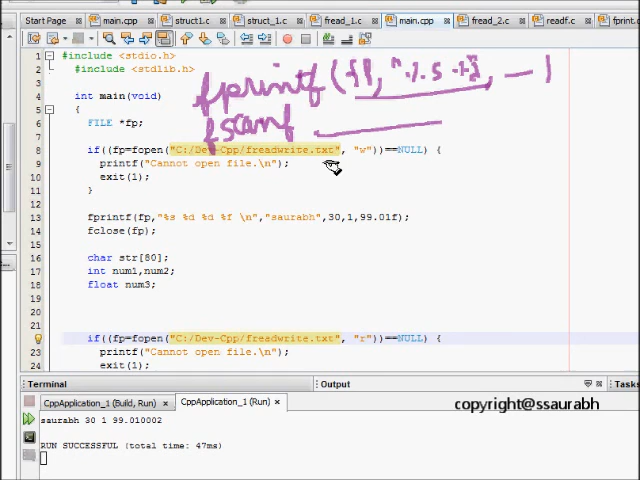 Start Page main.cpp struct1.c struct_1.c fread_1.c main.cpp fread_2.c readf.c fprint.c
1 #include <stdio.h>
2 #include <stdlib.h>
3
fprintf (fp, "%s %d", __ )
4 int main(void)
5 {
6 FILE *fp;
fscanf
7
8 if((fp=fopen("C:/Dev-Cpp/freadwrite.txt", "w"))==NULL) {
9 printf("Cannot open file.\n");
10 exit(1);
11 }
12
13 fprintf(fp,"%s %d %d %f \n","saurabh",30,1,99.01f);
14 fclose(fp);
15
16 char str[80];
17 int num1,num2;
18 float num3;
19
20
21
if((fp=fopen("C:/Dev-Cpp/freadwrite.txt", "r"))==NULL) {
23 printf("Cannot open file.\n");
24 exit(1);
Terminal Output Tasks
CppApplication_1 (Build, Run) CppApplication_1 (Run)
copyright@ssaurabh
saurabh 30 1 99.010002
RUN SUCCESSFUL (total time: 47ms)